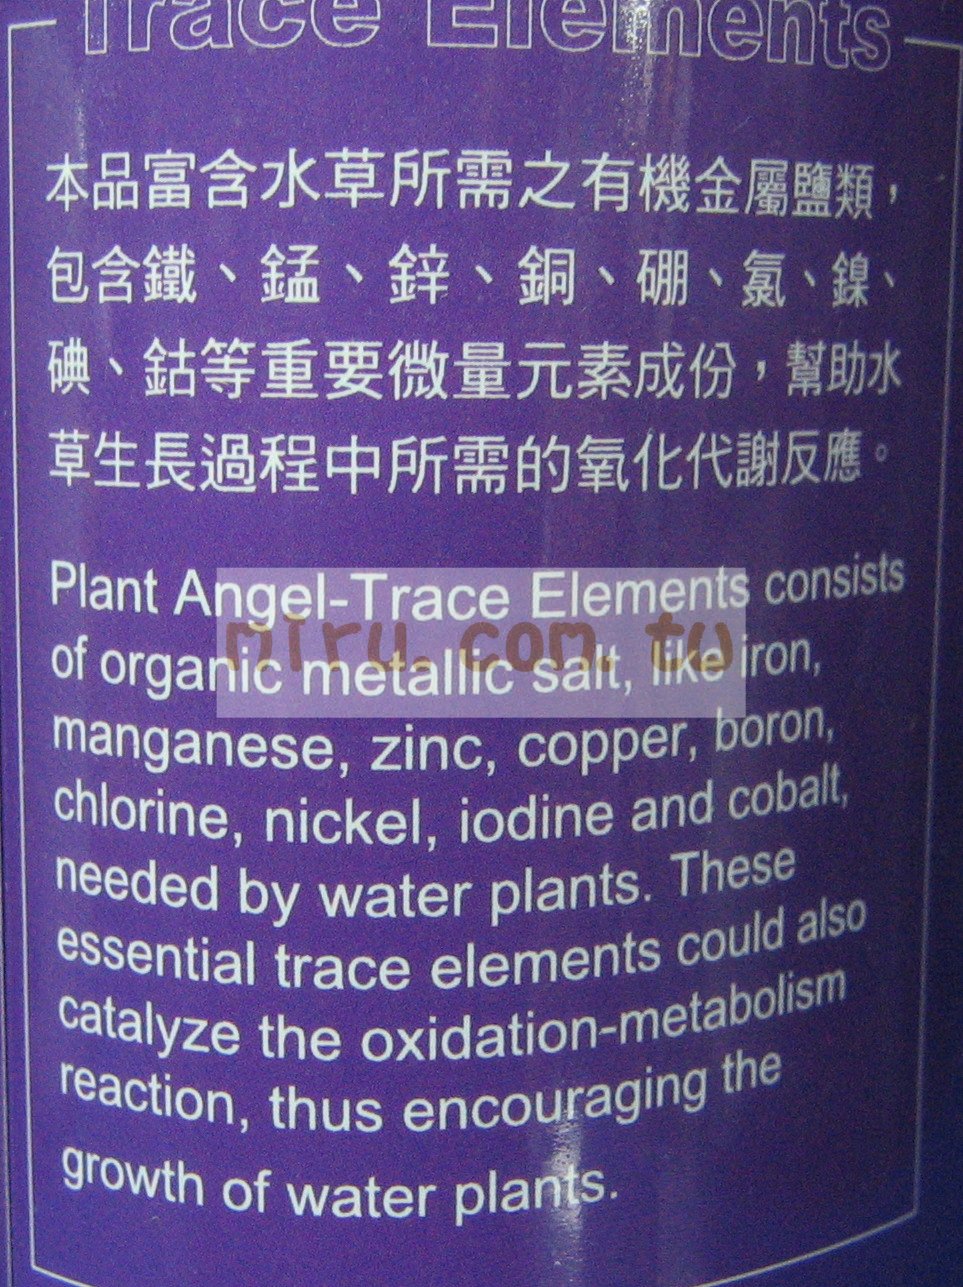 Trace Elements
本品富含水草所需之有機金屬鹽類，
包含鐵、錳、鋅、銅、硼、氯、鎳、
碘、鈷等重要微量元素成份，幫助水
草生長過程中所需的氧化代謝反應。
Plant Angel-Trace Elements consists
of organic metallic salt, like iron,
miru.com.tw
manganese, zinc, copper, boron,
chlorine, nickel, iodine and cobalt,
needed by water plants. These
essential trace elements could also
catalyze the oxidation-metabolism
reaction, thus encouraging the
growth of water plants.